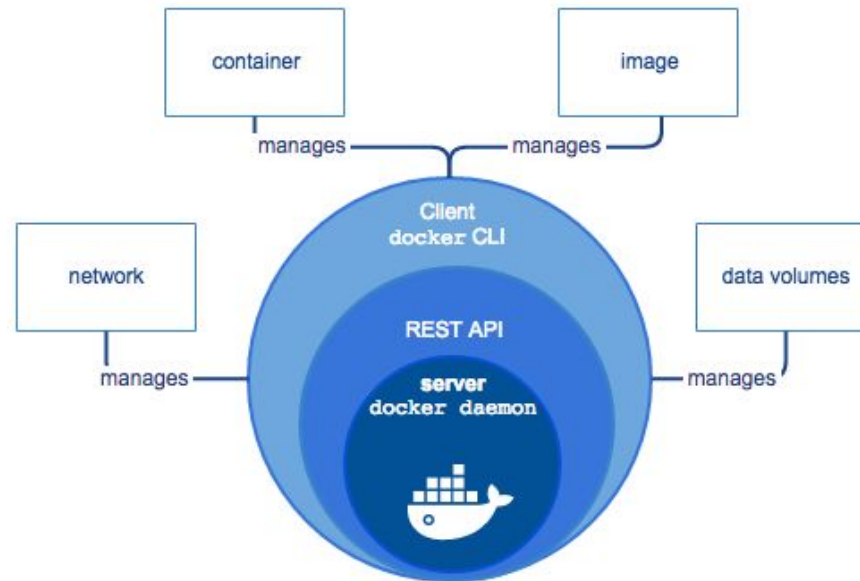 container
image
manages
manages
Client
docker CLI
network
data volumes
REST API
manages
manages
server
docker daemon